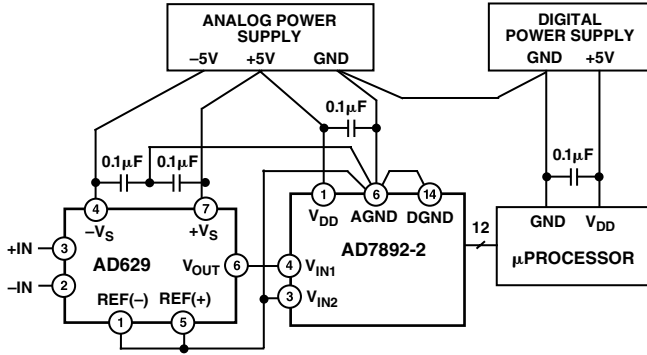 ANALOG POWER
SUPPLY
–5V +5V GND
DIGITAL
POWER SUPPLY
GND +5V
0.1µF
0.1µF 0.1µF
0.1µF
4 7
–VS +VS
+IN 3
–IN 2
AD629
VOUT 6
REF(–) REF(+)
1 5
1 6 14
VDD AGND DGND
AD7892-2
4 VIN1
3 VIN2
12
GND VDD
µPROCESSOR